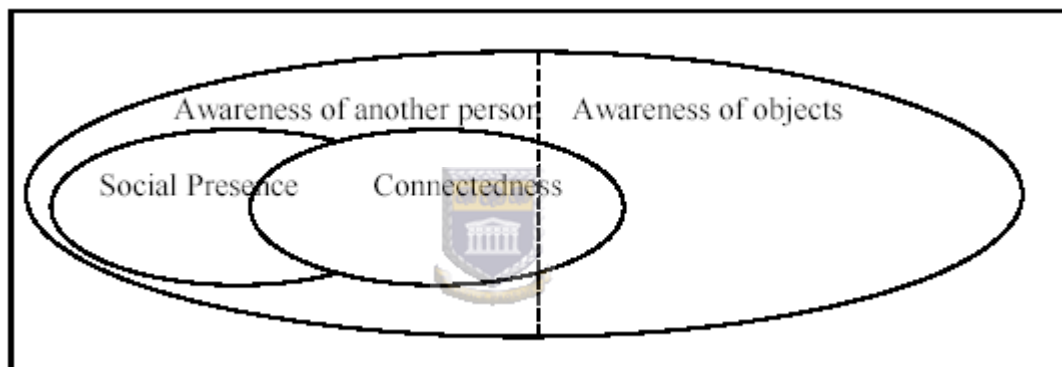 Awareness of another person
Awareness of objects
Social Presence
Connectedness